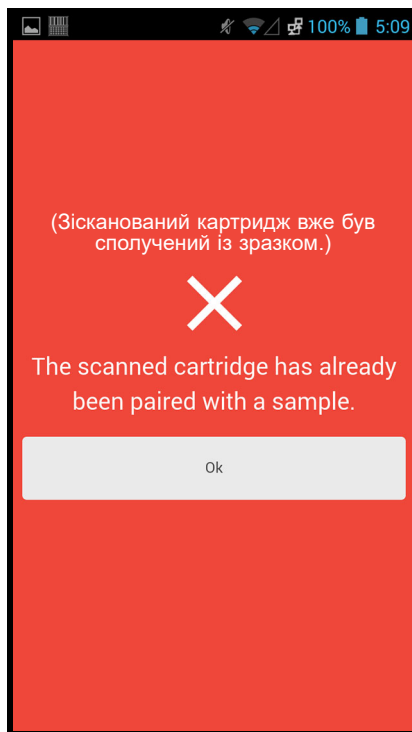 100% 5:09
(Зісканований картридж вже був
сполучений із зразком.)
The scanned cartridge has already
been paired with a sample.
Ok